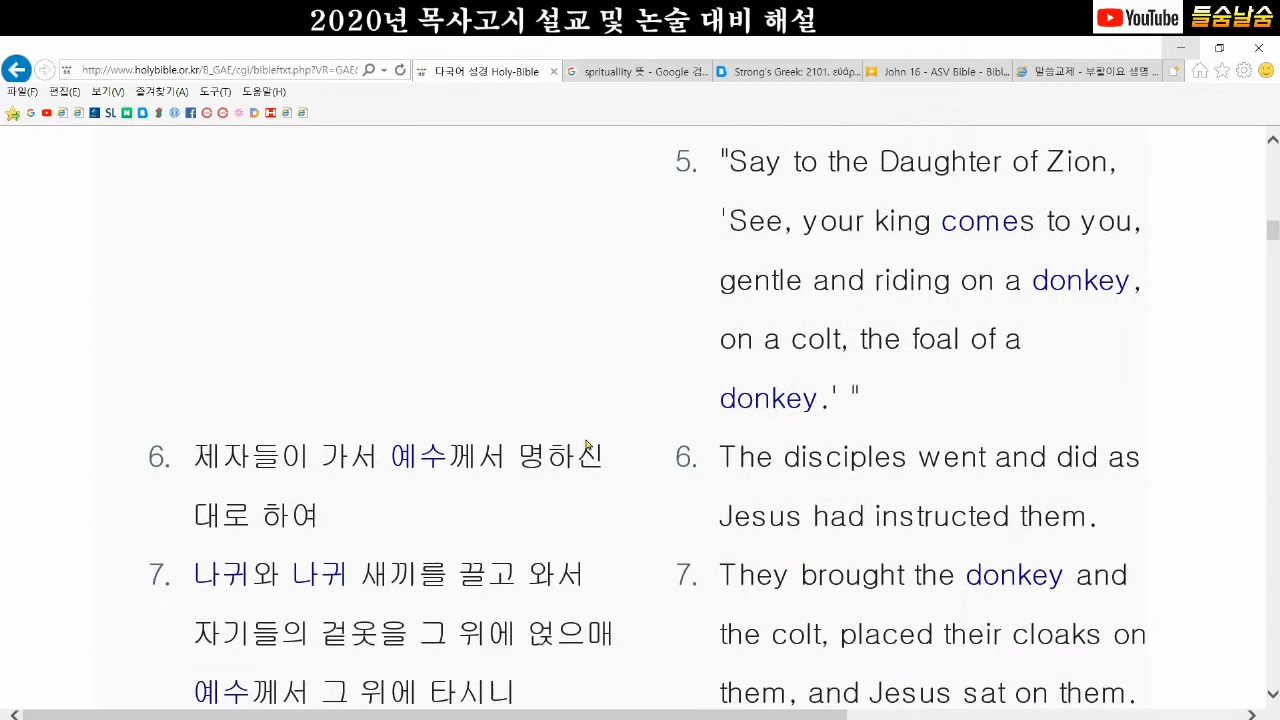 2020년 목사고시 설교 및 논술 대비 해설
YouTube 들숨날숨
http://www.holybible.or.kr/B_GAE/cgi/bibleftxt.php?VR=GAE&
다국어 성경 Holy-Bible
sprituallity 뜻 - Google 검...
Strong's Greek: 2101. εὐάρ...
John 16 - ASV Bible - Bibl...
말씀교제 - 부활이요 생명 ...
파일(F) 편집(E) 보기(V) 즐겨찾기(A) 도구(T) 도움말(H)
5. "Say to the Daughter of Zion,
'See, your king comes to you,
gentle and riding on a donkey,
on a colt, the foal of a
donkey.' "
6. 제자들이 가서 예수께서 명하신
대로 하여
6. The disciples went and did as
Jesus had instructed them.
7. 나귀와 나귀 새끼를 끌고 와서
자기들의 겉옷을 그 위에 얹으매
예수께서 그 위에 타시니
7. They brought the donkey and
the colt, placed their cloaks on
them, and Jesus sat on them.